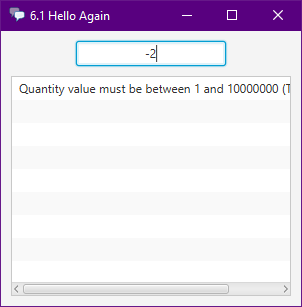 6.1 Hello Again
-2
Quantity value must be between 1 and 10000000 (T